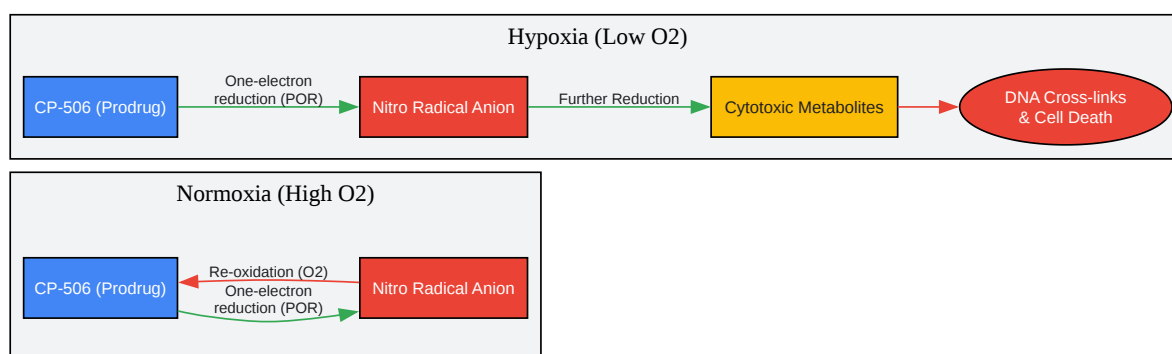 Hypoxia (Low O2)
CP-506 (Prodrug)
One-electron
reduction (POR)
Nitro Radical Anion
Further Reduction
Cytotoxic Metabolites
DNA Cross-links
& Cell Death
Normoxia (High O2)
CP-506 (Prodrug)
Re-oxidation (O2)
One-electron
reduction (POR)
Nitro Radical Anion